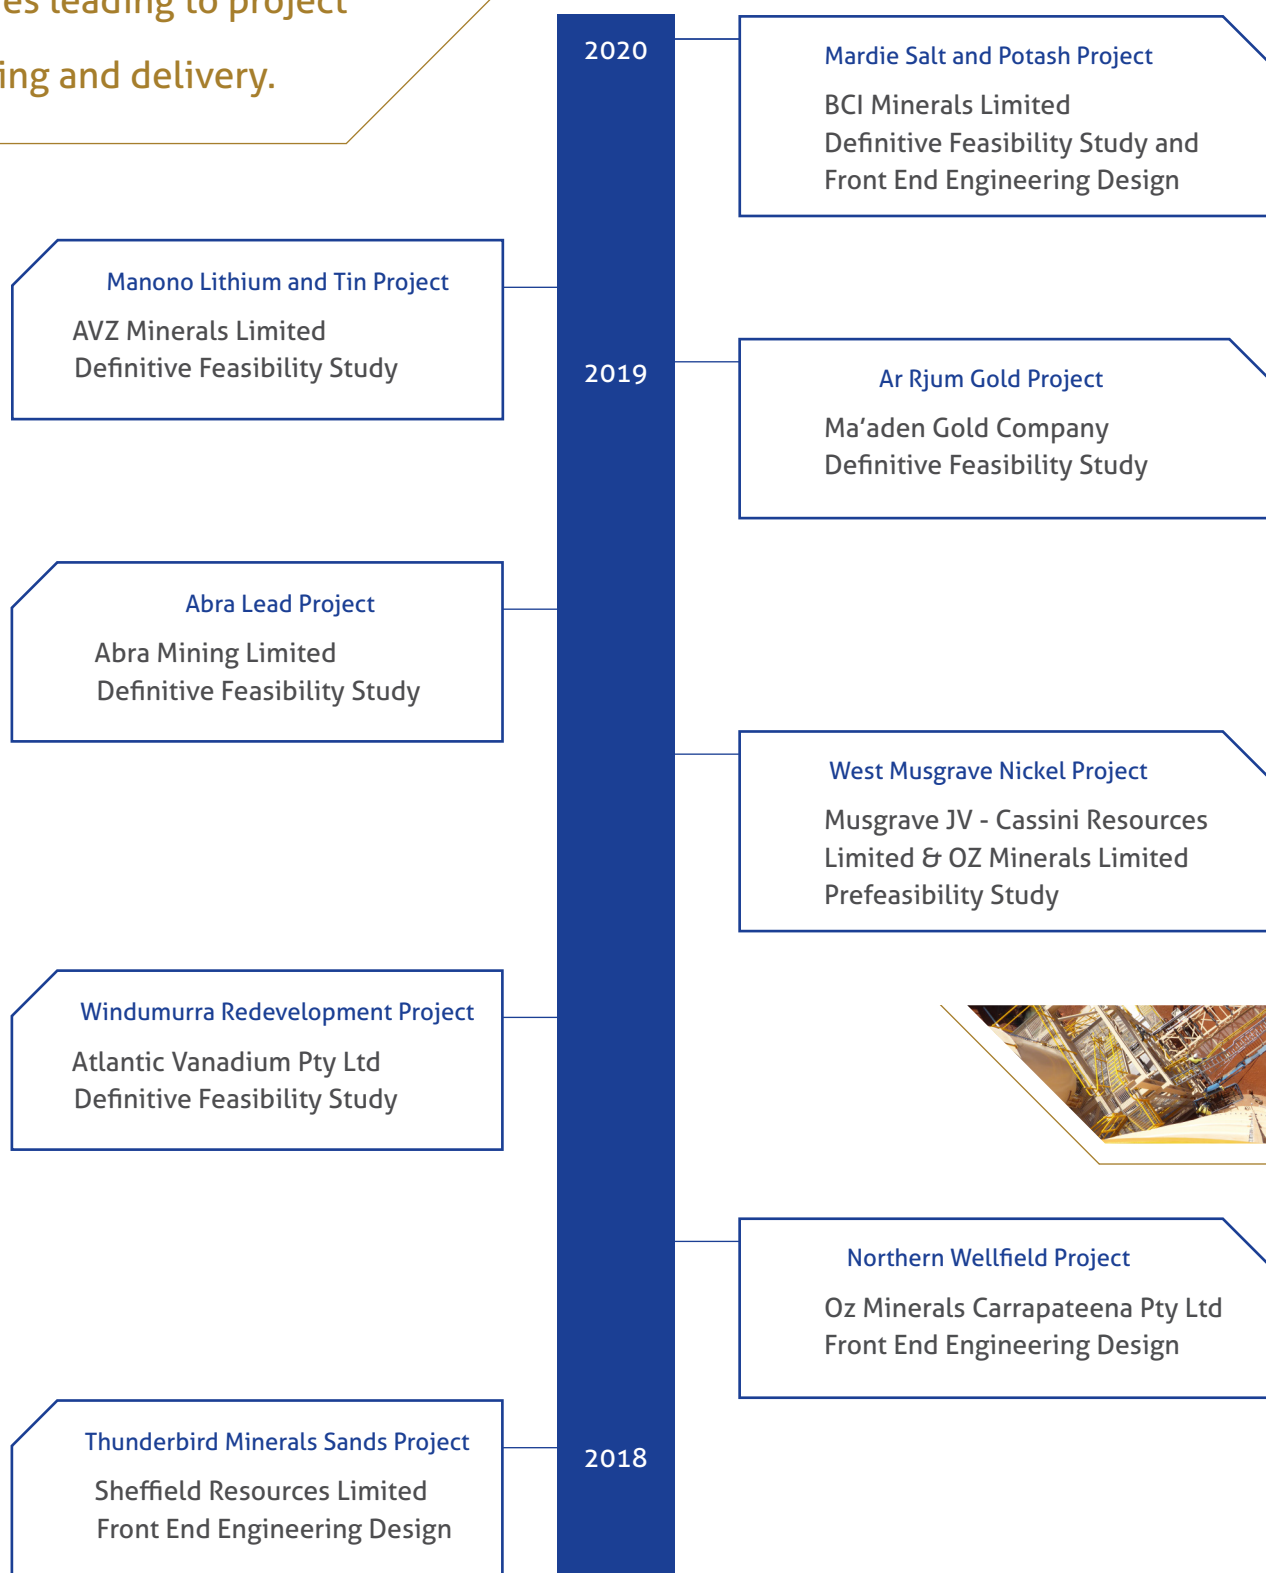 leading to project
and delivery.
2020
Mardie Salt and Potash Project
BCI Minerals Limited
Definitive Feasibility Study and
Front End Engineering Design
Manono Lithium and Tin Project
AVZ Minerals Limited
Definitive Feasibility Study
2019
Ar Rjum Gold Project
Ma’aden Gold Company
Definitive Feasibility Study
Abra Lead Project
Abra Mining Limited
Definitive Feasibility Study
West Musgrave Nickel Project
Musgrave JV - Cassini Resources
Limited & OZ Minerals Limited
Prefeasibility Study
Windumurra Redevelopment Project
Atlantic Vanadium Pty Ltd
Definitive Feasibility Study
Northern Wellfield Project
Oz Minerals Carrapateena Pty Ltd
Front End Engineering Design
Thunderbird Minerals Sands Project
Sheffield Resources Limited
Front End Engineering Design
2018